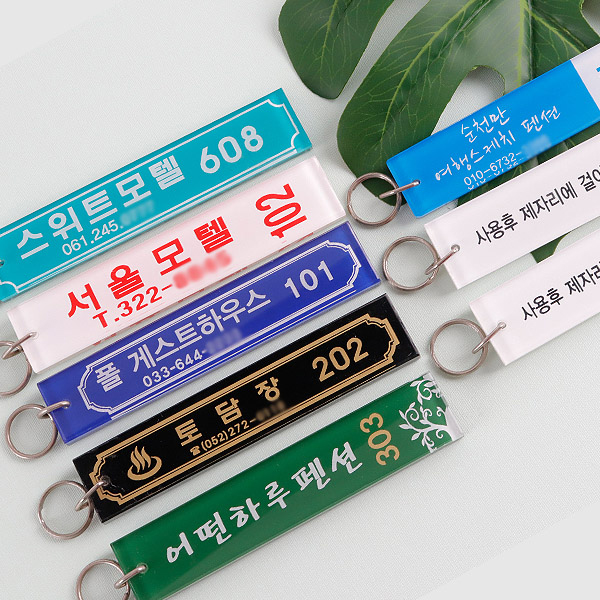 스위트모텔 608
061.245.
서울모텔 102
T.322-
폴 게스트하우스 101
033-644-
토담장 202
☎(052)272-
어떤하루펜션 303
순천만
여행스케치 펜션
010-6732-
사용후 제자리에 걸어
사용후 제자리